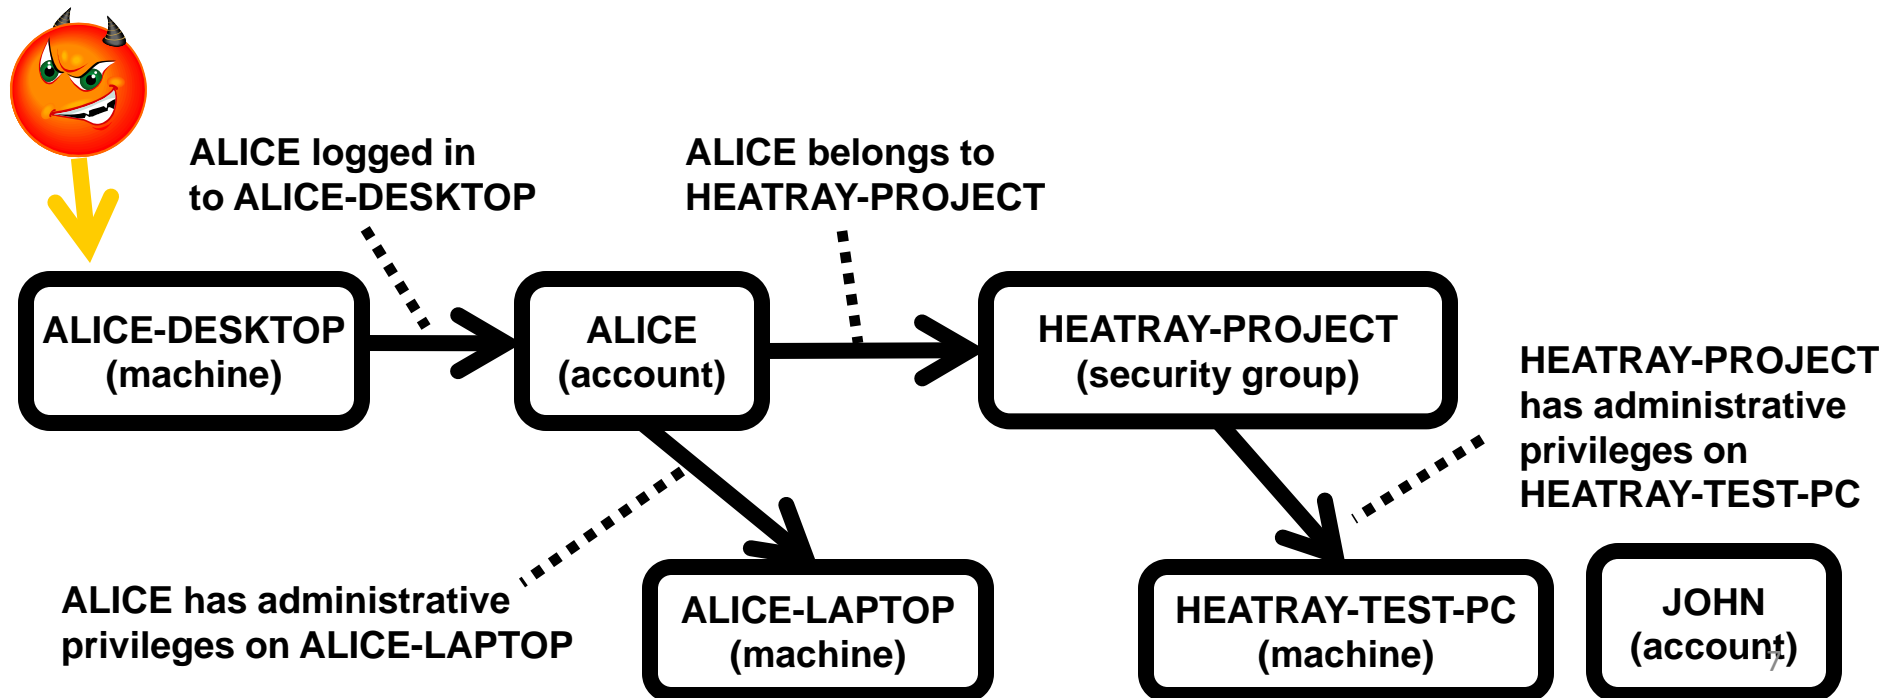 ALICE logged in
to ALICE-DESKTOP
ALICE belongs to
HEATRAY-PROJECT
ALICE-DESKTOP
(machine)
ALICE
(account)
HEATRAY-PROJECT
(security group)
HEATRAY-PROJECT
has administrative
privileges on
HEATRAY-TEST-PC
ALICE has administrative
privileges on ALICE-LAPTOP
ALICE-LAPTOP
(machine)
HEATRAY-TEST-PC
(machine)
JOHN
(account)
7